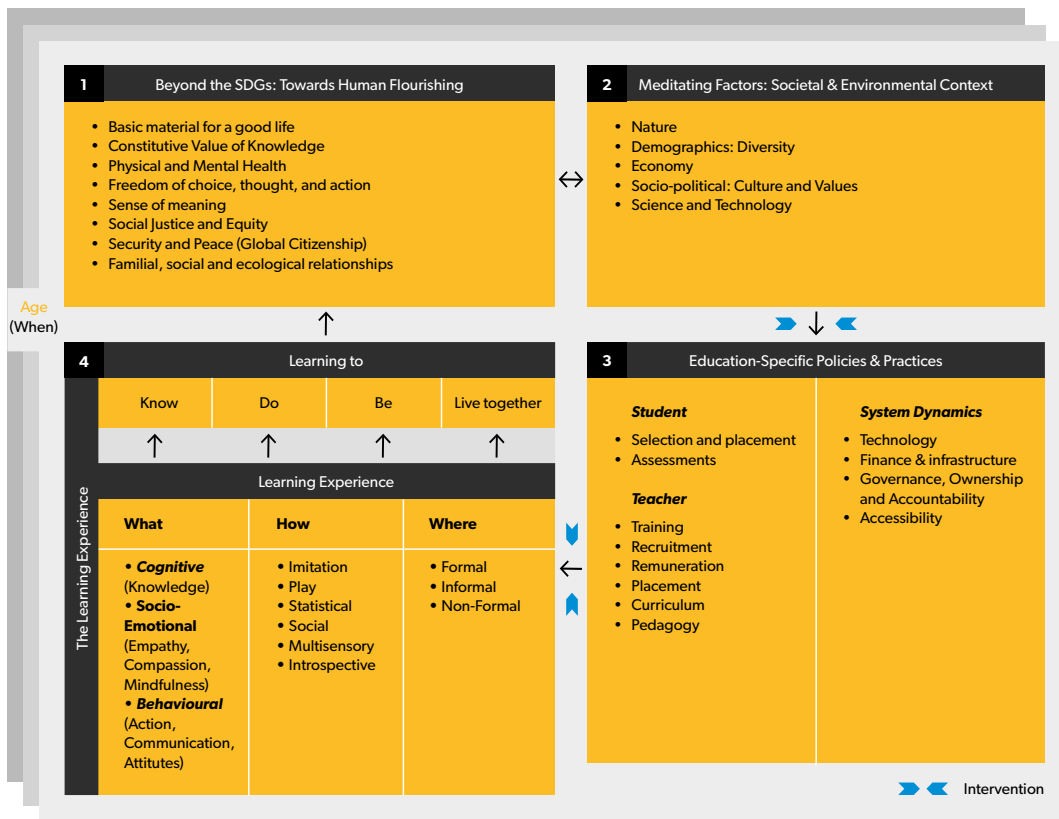 1 Beyond the SDGs: Towards Human Flourishing
• Basic material for a good life
• Constitutive Value of Knowledge
• Physical and Mental Health
• Freedom of choice, thought, and action
• Sense of meaning
• Social Justice and Equity
• Security and Peace (Global Citizenship)
• Familial, social and ecological relationships
2 Meditating Factors: Societal & Environmental Context
• Nature
• Demographics: Diversity
• Economy
• Socio-political: Culture and Values
• Science and Technology
Age
(When)
4 Learning to
Know
Do
Be
Live together
The Learning Experience
Learning Experience
What
• Cognitive
(Knowledge)
• Socio-
Emotional
(Empathy,
Compassion,
Mindfulness)
• Behavioural
(Action,
Communication,
Attitutes)
How
• Imitation
• Play
• Statistical
• Social
• Multisensory
• Introspective
Where
• Formal
• Informal
• Non-Formal
3 Education-Specific Policies & Practices
Student
• Selection and placement
• Assessments
Teacher
• Training
• Recruitment
• Remuneration
• Placement
• Curriculum
• Pedagogy
System Dynamics
• Technology
• Finance & infrastructure
• Governance, Ownership
and Accountability
• Accessibility
Intervention